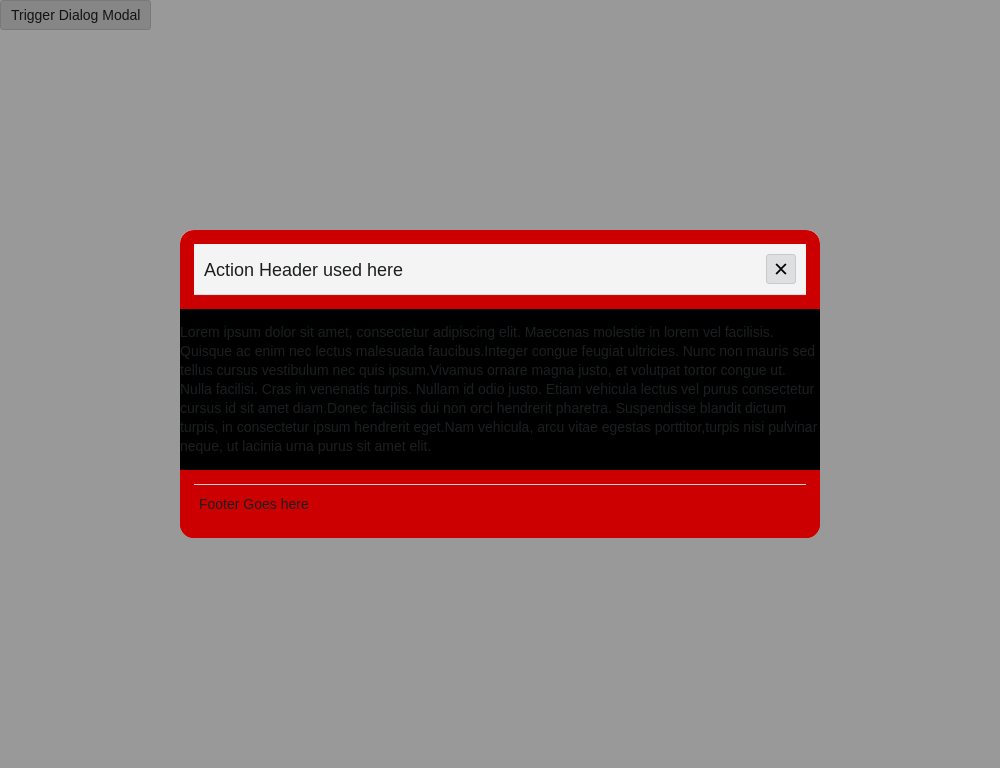 Trigger Dialog Modal
Action Header used here
Lorem ipsum dolor sit amet, consectetur adipiscing elit. Maecenas molestie in lorem vel facilisis.
Quisque ac enim nec lectus malesuada faucibus.Integer congue feugiat ultricies. Nunc non mauris sed
tellus cursus vestibulum nec quis ipsum.Vivamus ornare magna justo, et volutpat tortor congue ut.
Nulla facilisi. Cras in venenatis turpis. Nullam id odio justo. Etiam vehicula lectus vel purus consectetur
cursus id sit amet diam.Donec facilisis dui non orci hendrerit pharetra. Suspendisse blandit dictum
turpis, in consectetur ipsum hendrerit eget.Nam vehicula, arcu vitae egestas porttitor,turpis nisi pulvinar
neque, ut lacinia urna purus sit amet elit.
Footer Goes here